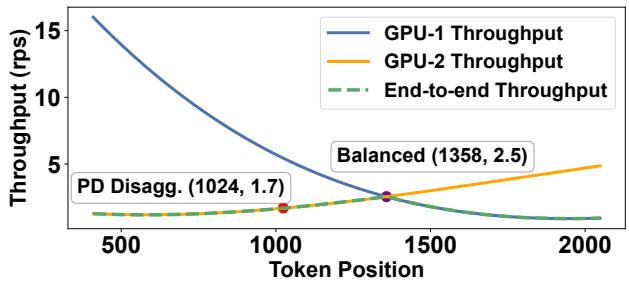 Throughput (rps)
15
10
5
GPU-1 Throughput
GPU-2 Throughput
End-to-end Throughput
Balanced (1358, 2.5)
PD Disagg. (1024, 1.7)
500
1000
1500
2000
Token Position